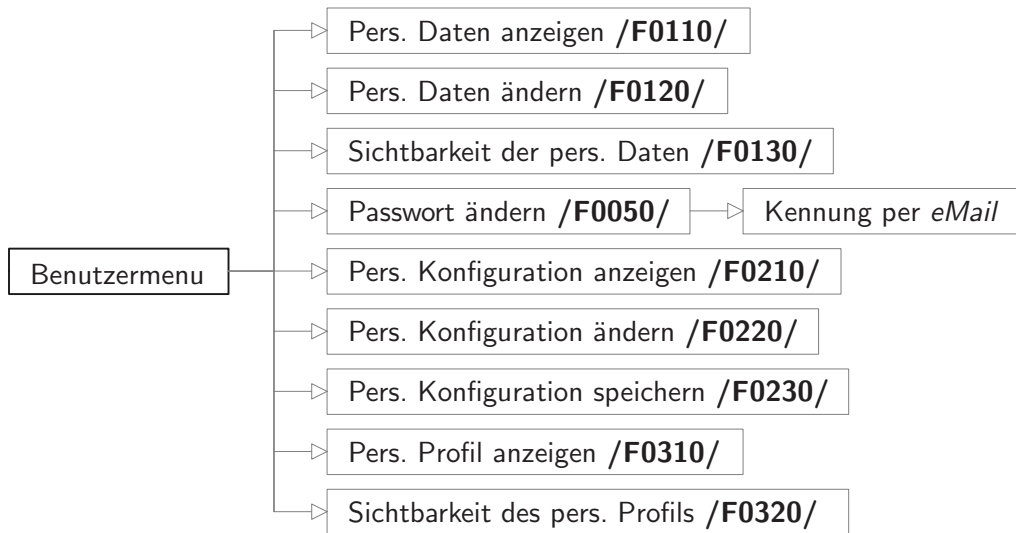 Pers. Daten anzeigen /F0110/
Pers. Daten ändern /F0120/
Sichtbarkeit der pers. Daten /F0130/
Passwort ändern /F0050/
Kennung per eMail
Benutzermenu
Pers. Konfiguration anzeigen /F0210/
Pers. Konfiguration ändern /F0220/
Pers. Konfiguration speichern /F0230/
Pers. Profil anzeigen /F0310/
Sichtbarkeit des pers. Profils /F0320/